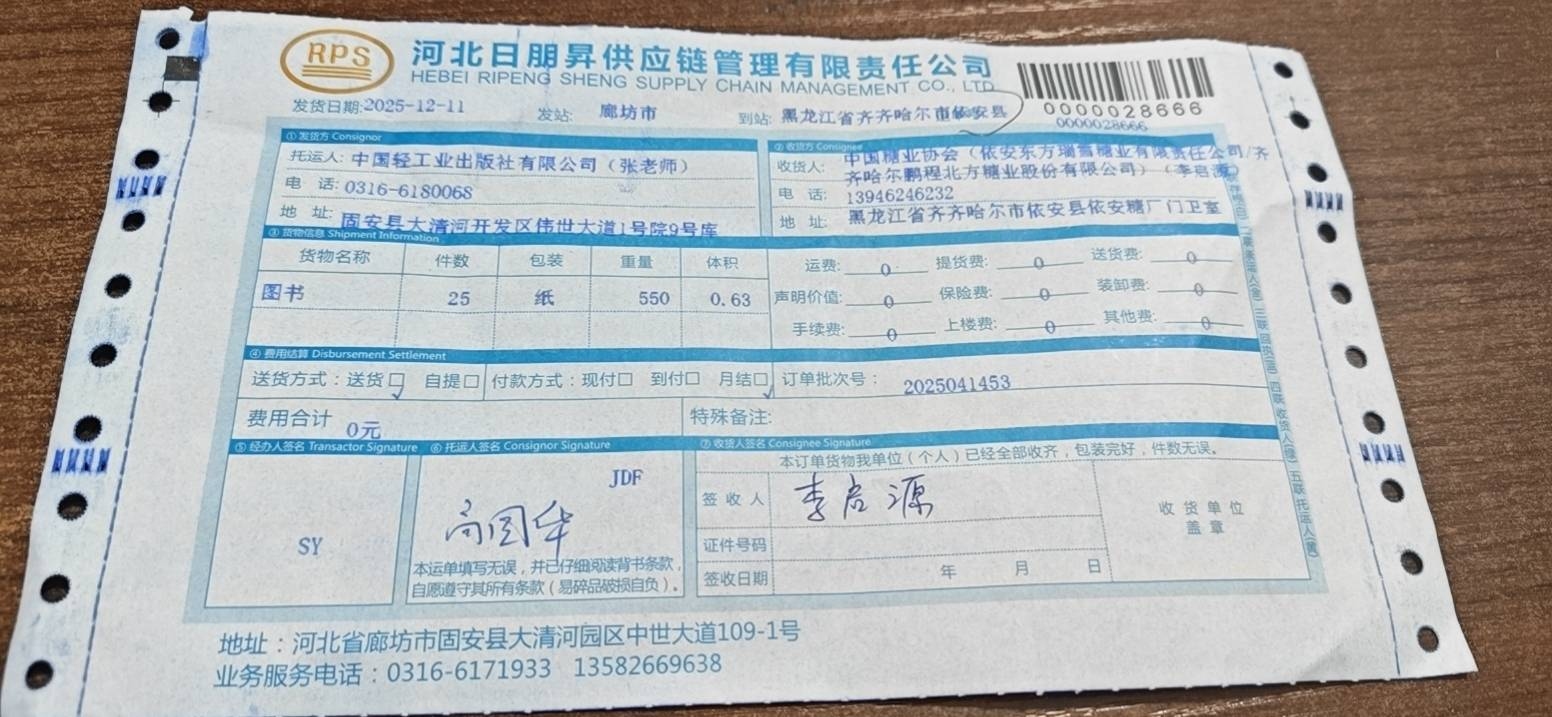 RPS
河北日朋昇供应链管理有限责任公司
HEBEI RIPENG SHENG SUPPLY CHAIN MANAGEMENT CO., LTD
0000028666
0000028666
发货日期:2025-12-11 发站: 廊坊市 到站: 黑龙江省齐齐哈尔市依安县
① 发货方 Consignor
托运人: 中国轻工业出版社有限公司（张老师）
电 话: 0316-6180068
地 址: 固安县大清河开发区伟世大道1号院9号库
② 收货方 Consignee
收货人: 中国糖业协会（依安东方瑞雪糖业有限责任公司/齐
齐哈尔鹏程北方糖业股份有限公司）（李启源）
电 话: 13946246232
地 址: 黑龙江省齐齐哈尔市依安县依安糖厂门卫室
③ 货物信息 Shipment Information
货物名称 件数 包装 重量 体积
图书 25 纸 550 0.63
运费: 0 提货费: 0 送货费: 0
声明价值: 0 保险费: 0 装卸费: 0
手续费: 0 上楼费: 0 其他费: 0
④ 费用结算 Disbursement Settlement
送货方式：送货☐ 自提☐ 付款方式：现付☐ 到付☐ 月结☐ 订单批次号： 2025041453
费用合计 0元 特殊备注:
⑤ 经办人签名 Transactor Signature
SY
⑥ 托运人签名 Consignor Signature
JDF
本运单填写无误，并已仔细阅读背书条款，
自愿遵守其所有条款（易碎品破损自负）。
⑦ 收货人签名 Consignee Signature
本订单货物我单位（个人）已经全部收齐，包装完好，件数无误。
签收人 李启源
证件号码
签收日期 年 月 日
收货单位
盖章
地址：河北省廊坊市固安县大清河园区中世大道109-1号
业务服务电话：0316-6171933 13582669638